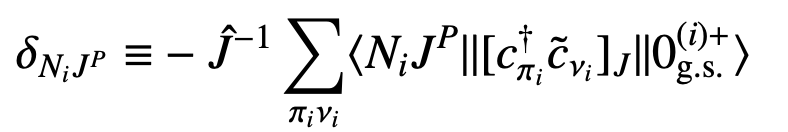 δ_{N_i J^P} ≡ − Ĵ^{−1} ∑_{π_i ν_i} ⟨N_i J^P||[c^†_{π_i} c̃_{ν_i}]_J||0^{(i)+}_{g.s.}⟩